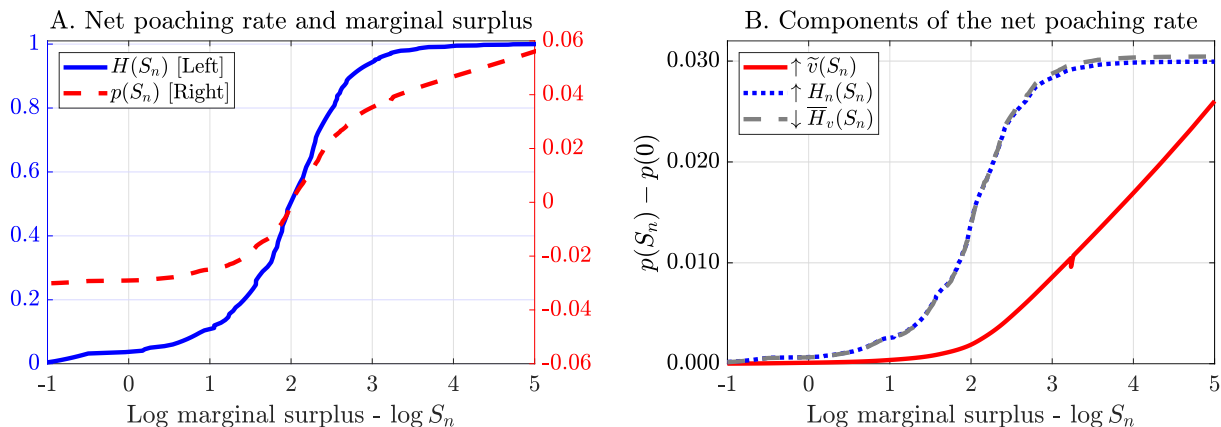 A. Net poaching rate and marginal surplus
1
0.8
0.6
0.4
0.2
0
0.06
0.04
0.02
0
-0.02
-0.04
-0.06
H(Sₙ) [Left]
p(Sₙ) [Right]
-1 0 1 2 3 4 5
Log marginal surplus - log Sₙ
B. Components of the net poaching rate
p(Sₙ) − p(0)
0.030
0.020
0.010
0.000
↑ ṽ(Sₙ)
↑ Hₙ(Sₙ)
↓ H̅ᵥ(Sₙ)
-1 0 1 2 3 4 5
Log marginal surplus - log Sₙ